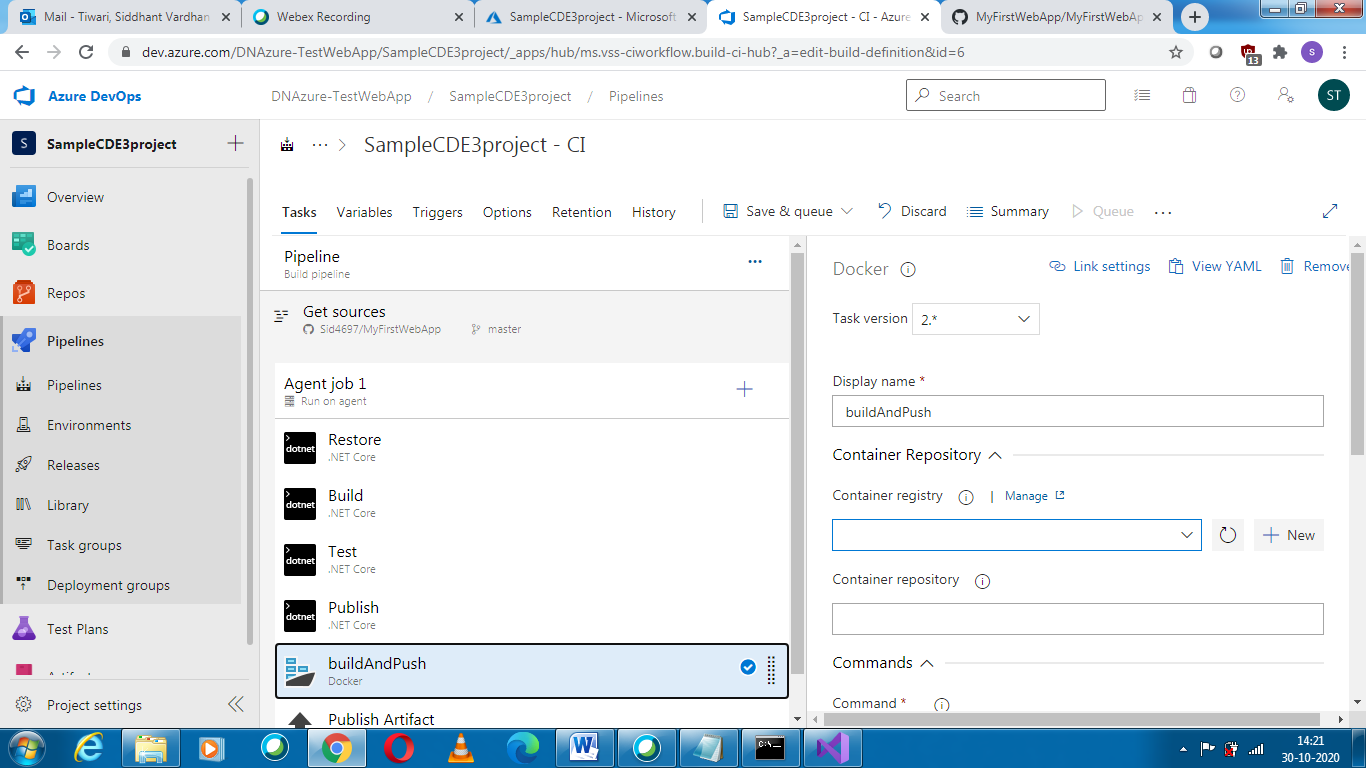 Mail - Tiwari, Siddhant Vardhan
Webex Recording
SampleCDE3project - Microsoft
SampleCDE3project - CI - Azure
MyFirstWebApp/MyFirstWebAp
dev.azure.com/DNAzure-TestWebApp/SampleCDE3project/_apps/hub/ms.vss-ciworkflow.build-ci-hub?_a=edit-build-definition&id=6
13
S
Azure DevOps
DNAzure-TestWebApp / SampleCDE3project / Pipelines
Search
ST
S
SampleCDE3project
SampleCDE3project - CI
Overview
Boards
Repos
Pipelines
Pipelines
Environments
Releases
Library
Task groups
Deployment groups
Test Plans
Project settings
Tasks
Variables
Triggers
Options
Retention
History
Save & queue
Discard
Summary
Queue
Pipeline
Build pipeline
Get sources
Sid4697/MyFirstWebApp
master
Agent job 1
Run on agent
dotnet
Restore
.NET Core
dotnet
Build
.NET Core
dotnet
Test
.NET Core
dotnet
Publish
.NET Core
buildAndPush
Docker
Publish Artifact
Docker
Link settings
View YAML
Remove
Task version
2.*
Display name *
buildAndPush
Container Repository
Container registry
| Manage
New
Container repository
Commands
Command *
14:21
30-10-2020